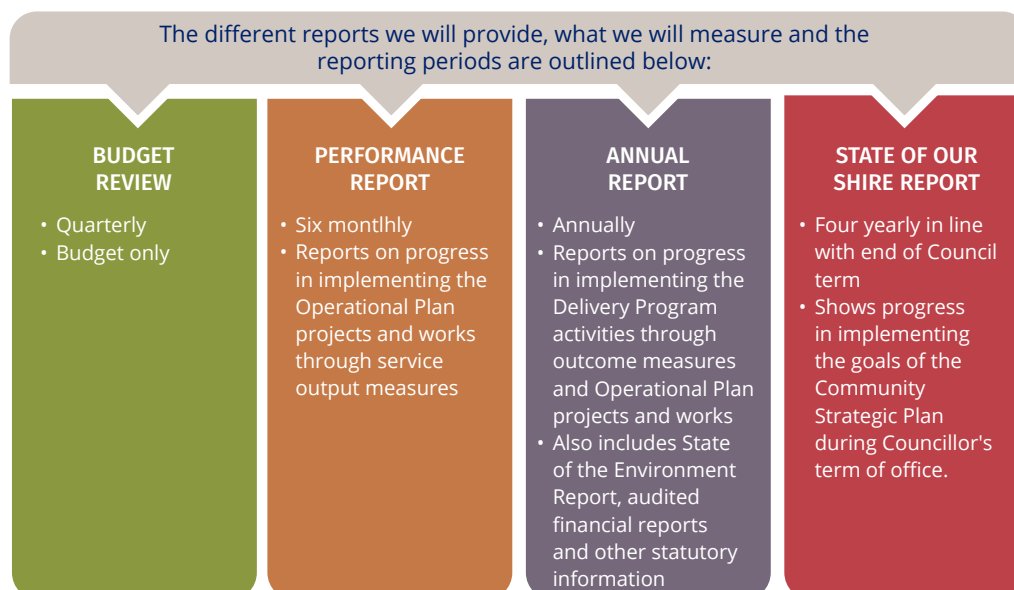 The different reports we will provide, what we will measure and the
reporting periods are outlined below:
BUDGET
REVIEW
• Quarterly
• Budget only
PERFORMANCE
REPORT
• Six montlhly
• Reports on progress
in implementing the
Operational Plan
projects and works
through service
output measures
ANNUAL
REPORT
• Annually
• Reports on progress
in implementing the
Delivery Program
activities through
outcome measures
and Operational Plan
projects and works
• Also includes State
of the Environment
Report, audited
financial reports
and other statutory
information
STATE OF OUR
SHIRE REPORT
• Four yearly in line
with end of Council
term
• Shows progress
in implementing
the goals of the
Community
Strategic Plan
during Councillor's
term of office.